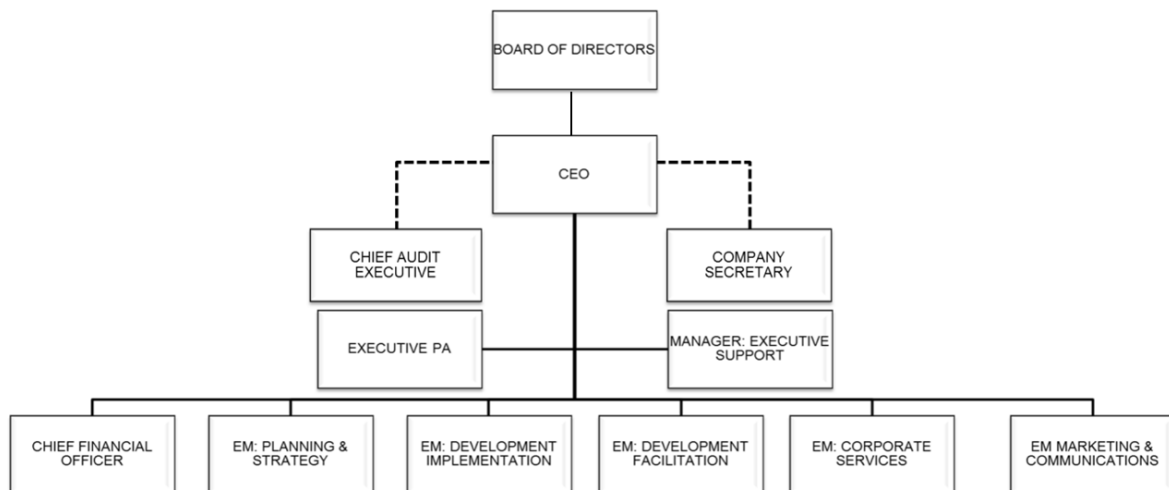 BOARD OF DIRECTORS
CEO
CHIEF AUDIT
EXECUTIVE
COMPANY
SECRETARY
EXECUTIVE PA
MANAGER: EXECUTIVE
SUPPORT
CHIEF FINANCIAL
OFFICER
EM: PLANNING &
STRATEGY
EM: DEVELOPMENT
IMPLEMENTATION
EM: DEVELOPMENT
FACILITATION
EM: CORPORATE
SERVICES
EM MARKETING &
COMMUNICATIONS